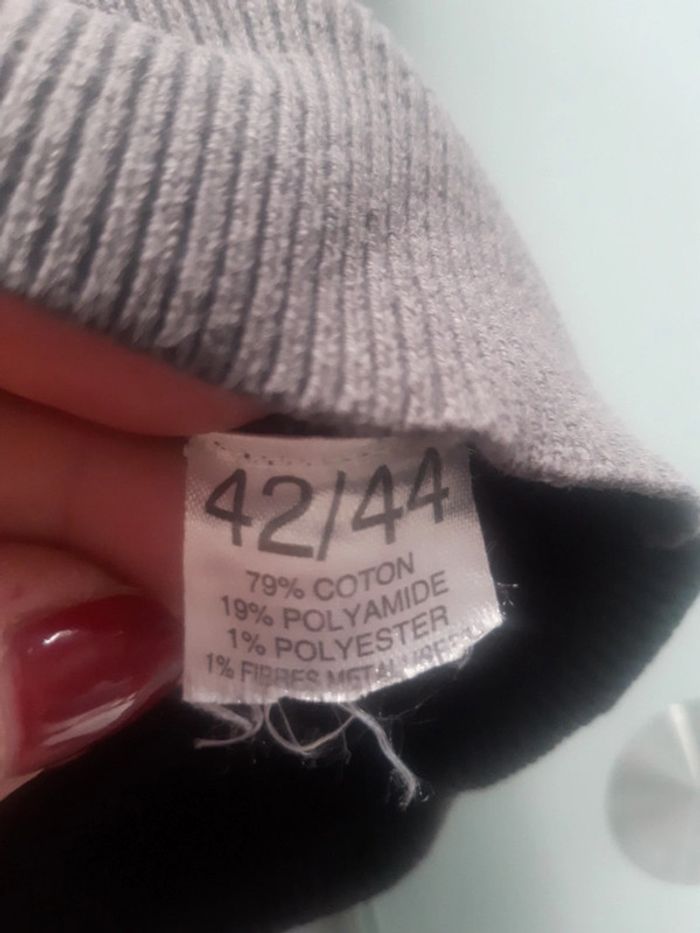 42/44
79% COTON
19% POLYAMIDE
1% POLYESTER
1% FIBRES